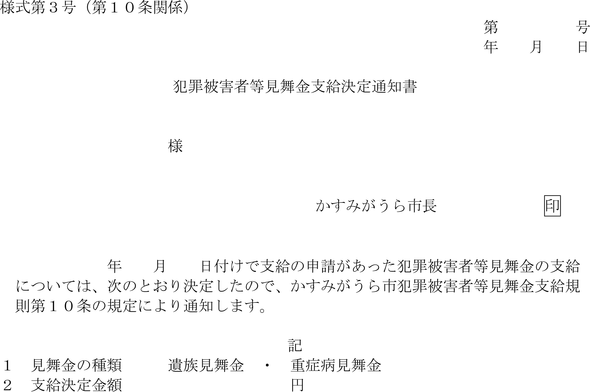 様式第３号（第１０条関係）
第　　　　　号
年　　月　　日
犯罪被害者等見舞金支給決定通知書
様
かすみがうら市長　　　　　　　印
年　　月　　日付けで支給の申請があった犯罪被害者等見舞金の支給
については、次のとおり決定したので、かすみがうら市犯罪被害者等見舞金支給規
則第１０条の規定により通知します。
記
１　見舞金の種類　　　遺族見舞金　・　重症病見舞金
２　支給決定金額　　　　　　　　　　　円